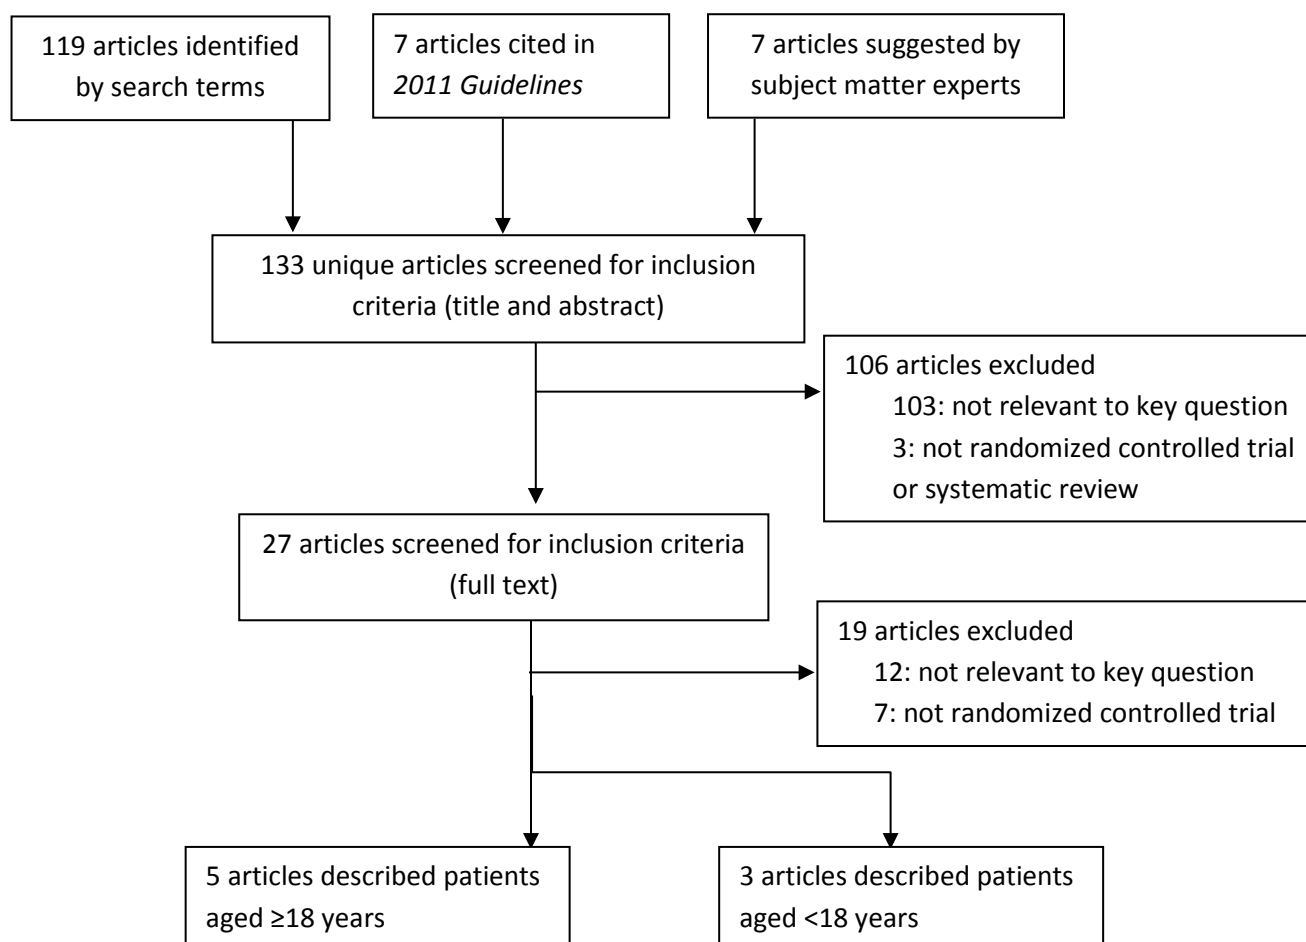 119 articles identified
by search terms
7 articles cited in
2011 Guidelines
7 articles suggested by
subject matter experts
133 unique articles screened for inclusion
criteria (title and abstract)
106 articles excluded
103: not relevant to key question
3: not randomized controlled trial
or systematic review
27 articles screened for inclusion criteria
(full text)
19 articles excluded
12: not relevant to key question
7: not randomized controlled trial
5 articles described patients
aged ≥18 years
3 articles described patients
aged <18 years